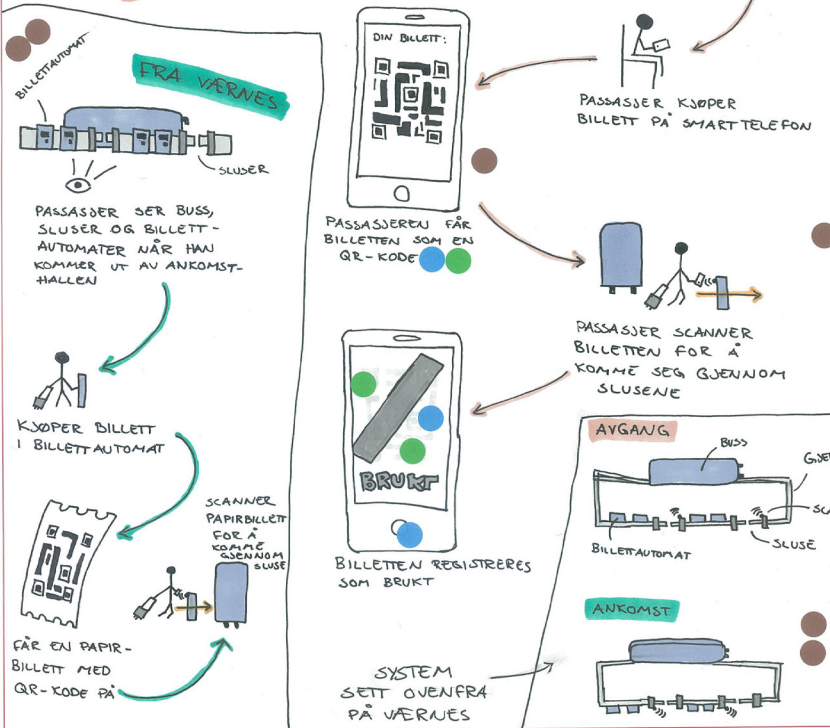 BILLETTAUTOMAT
FRA VÆRNES
SLUSER
PASSASJER SER BUSS,
SLUSER OG BILLETT-
AUTOMATER NÅR HAN
KOMMER UT AV ANKOMST-
HALLEN
KJØPER BILLETT
I BILLETTAUTOMAT
SCANNER
PAPIRBILLETT
FOR Å
KOMME
GJENNOM
SLUSE
FÅR EN PAPIR-
BILLETT MED
QR-KODE PÅ
DIN BILLETT:
PASSASJEREN FÅR
BILLETTEN SOM EN
QR-KODE
PASSASJER KJØPER
BILLETT PÅ SMARTTELEFON
PASSASJER SCANNER
BILLETTEN FOR Å
KOMME SEG GJENNOM
SLUSENE
BRUKT
BILLETTEN REGISTRERES
SOM BRUKT
SYSTEM
SETT OVENFRA
PÅ VÆRNES
AVGANG
BUSS
BILLETTAUTOMAT
SLUSE
ANKOMST